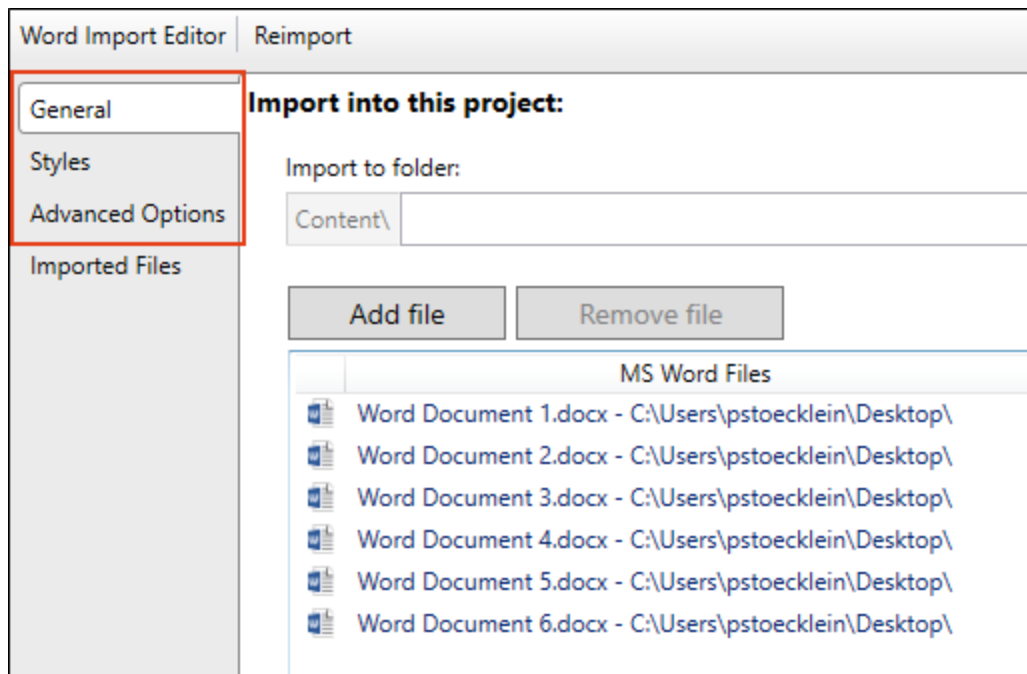 Word Import Editor Reimport
General
Styles
Advanced Options
Imported Files
Import into this project:
Import to folder:
Content\
Add file Remove file
MS Word Files
Word Document 1.docx - C:\Users\pstoecklein\Desktop\
Word Document 2.docx - C:\Users\pstoecklein\Desktop\
Word Document 3.docx - C:\Users\pstoecklein\Desktop\
Word Document 4.docx - C:\Users\pstoecklein\Desktop\
Word Document 5.docx - C:\Users\pstoecklein\Desktop\
Word Document 6.docx - C:\Users\pstoecklein\Desktop\